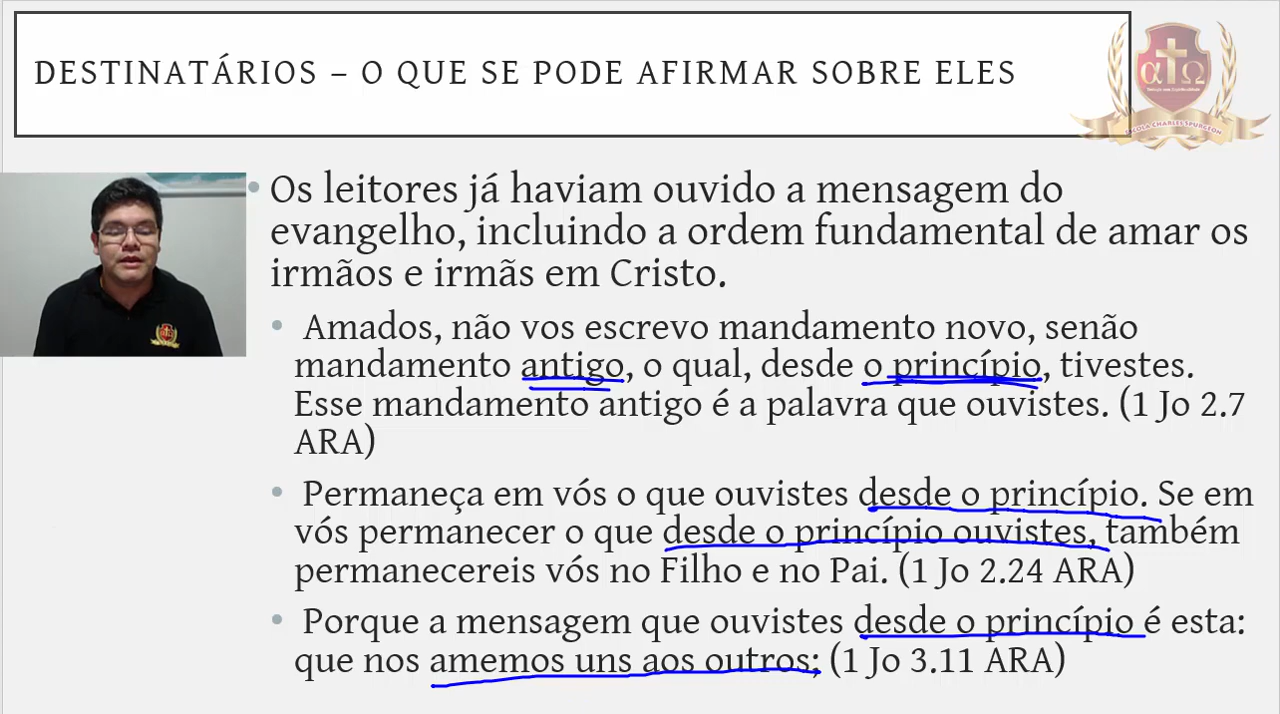 DESTINATÁRIOS – O QUE SE PODE AFIRMAR SOBRE ELES
α Ω
ESCOLA CHARLES SPURGEON
Os leitores já haviam ouvido a mensagem do
evangelho, incluindo a ordem fundamental de amar os
irmãos e irmãs em Cristo.
Amados, não vos escrevo mandamento novo, senão
mandamento antigo, o qual, desde o princípio, tivestes.
Esse mandamento antigo é a palavra que ouvistes. (1 Jo 2.7
ARA)
Permaneça em vós o que ouvistes desde o princípio. Se em
vós permanecer o que desde o princípio ouvistes, também
permanecereis vós no Filho e no Pai. (1 Jo 2.24 ARA)
Porque a mensagem que ouvistes desde o princípio é esta:
que nos amemos uns aos outros; (1 Jo 3.11 ARA)